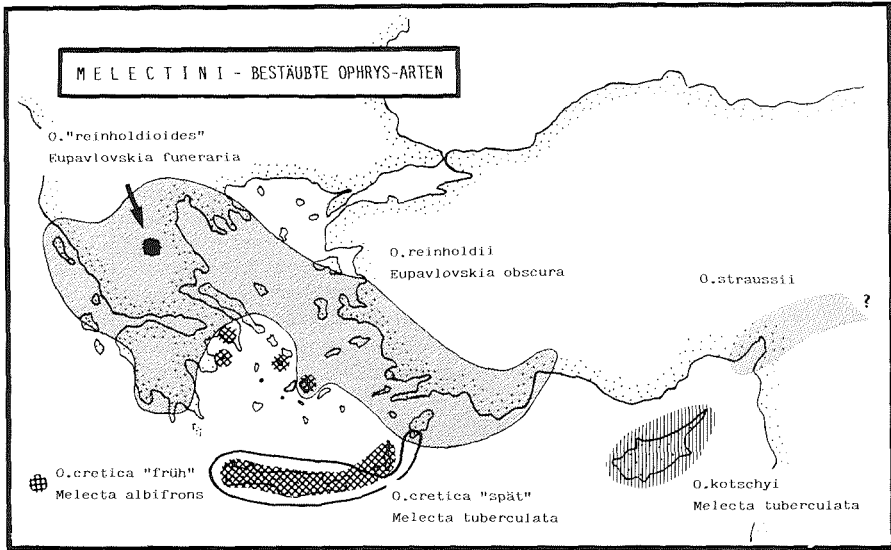 MELECTINI - BESTÄUBTE OPHRYS-ARTEN
O."reinholdioides"
Eupavlovskia funeraria
O.reinholdii
Eupavlovskia obscura
O.straussii
?
O.cretica "früh"
Melecta albifrons
O.cretica "spät"
Melecta tuberculata
O.kotschyi
Melecta tuberculata